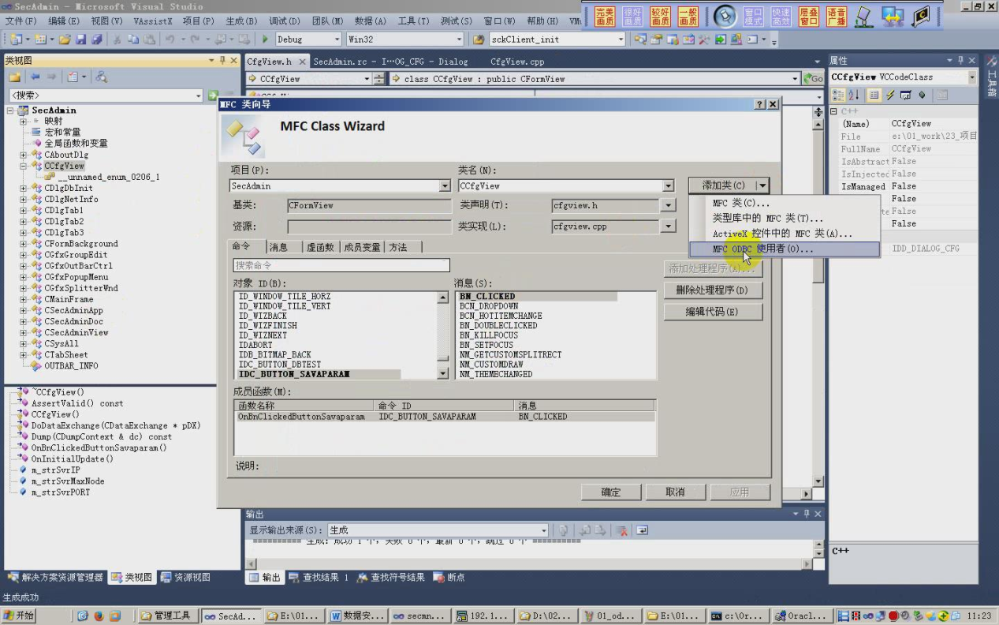 SecAdmin - Microsoft Visual Studio
文件(F) 编辑(E) 视图(V) VAssistX 项目(P) 生成(B) 调试(D) 团队(M) 数据(A) 工具(T) 测试(S) 窗口(W) 帮助(H)
完美画质 很好画质 较好画质 一般画质 窗口模式 快速高效 层叠窗口 语音广播
Debug Win32 sckClient_init
类视图
<搜索>
SecAdmin
映射
宏和常量
全局函数和变量
CAboutDlg
CCfgView
__unnamed_enum_0206_1
CDlgDbInit
CDlgNetInfo
CDlgTab1
CDlgTab2
CDlgTab3
CFormBackground
CGfxGroupEdit
CGfxOutBarCtrl
CGfxPopupMenu
CGfxSplitterWnd
CMainFrame
CSecAdminApp
CSecAdminDoc
CSecAdminView
CSysAll
CTabSheet
OUTBAR_INFO
~CCfgView()
AssertValid() const
CCfgView()
DoDataExchange(CDataExchange * pDX)
Dump(CDumpContext & dc) const
OnBnClickedButtonSavaparam()
OnInitialUpdate()
m_strSvrIP
m_strSvrMaxNode
m_strSvrPORT
解决方案资源管理器 类视图 资源视图
CfgView.h SecAdmin.rc - I…OG_CFG - Dialog CfgView.cpp
CCfgView class CCfgView : public CFormView Go
MFC 类向导
MFC Class Wizard
项目(P): 类名(N):
SecAdmin CCfgView 添加类(C)
基类: CFormView 类声明(T): cfgview.h
资源: 类实现(L): cfgview.cpp
MFC 类(C)...
类型库中的 MFC 类(T)...
ActiveX 控件中的 MFC 类(A)...
MFC ODBC 使用者(O)...
命令 消息 虚函数 成员变量 方法
搜索命令
添加处理程序(A)...
删除处理程序(D)
编辑代码(E)
对象 ID(B): 消息(S):
ID_WINDOW_TILE_HORZ
ID_WINDOW_TILE_VERT
ID_WIZBACK
ID_WIZFINISH
ID_WIZNEXT
IDABORT
IDB_BITMAP_BACK
IDC_BUTTON_DBTEST
IDC_BUTTON_SAVAPARAM
BN_CLICKED
BCN_DROPDOWN
BCN_HOTITEMCHANGE
BN_DOUBLECLICKED
BN_KILLFOCUS
BN_SETFOCUS
NM_GETCUSTOMSPLITRECT
NM_CUSTOMDRAW
NM_THEMECHANGED
成员函数(M):
函数名称 命令 ID 消息
OnBnClickedButtonSavaparam IDC_BUTTON_SAVAPARAM BN_CLICKED
说明:
确定 取消 应用
输出
显示输出来源(S): 生成
========== 生成: 成功 1 个, 失败 0 个, 最新 0 个, 跳过 0 个 ==========
输出 查找结果 1 查找符号结果 断点
属性
CCfgView VCCodeClass
C++
(Name) CCfgView
File e:\01_work\23_项目
FullName CCfgView
IsAbstract False
IsInjected False
IsManaged False
False
False
IDD_DIALOG_CFG
C++
工具箱
生成成功
开始 管理工具 SecAd... E:\01... 数据安... secmn... 192.1... D:\02... 01_od... E:\01... c:\Or... Oracl... 11:23